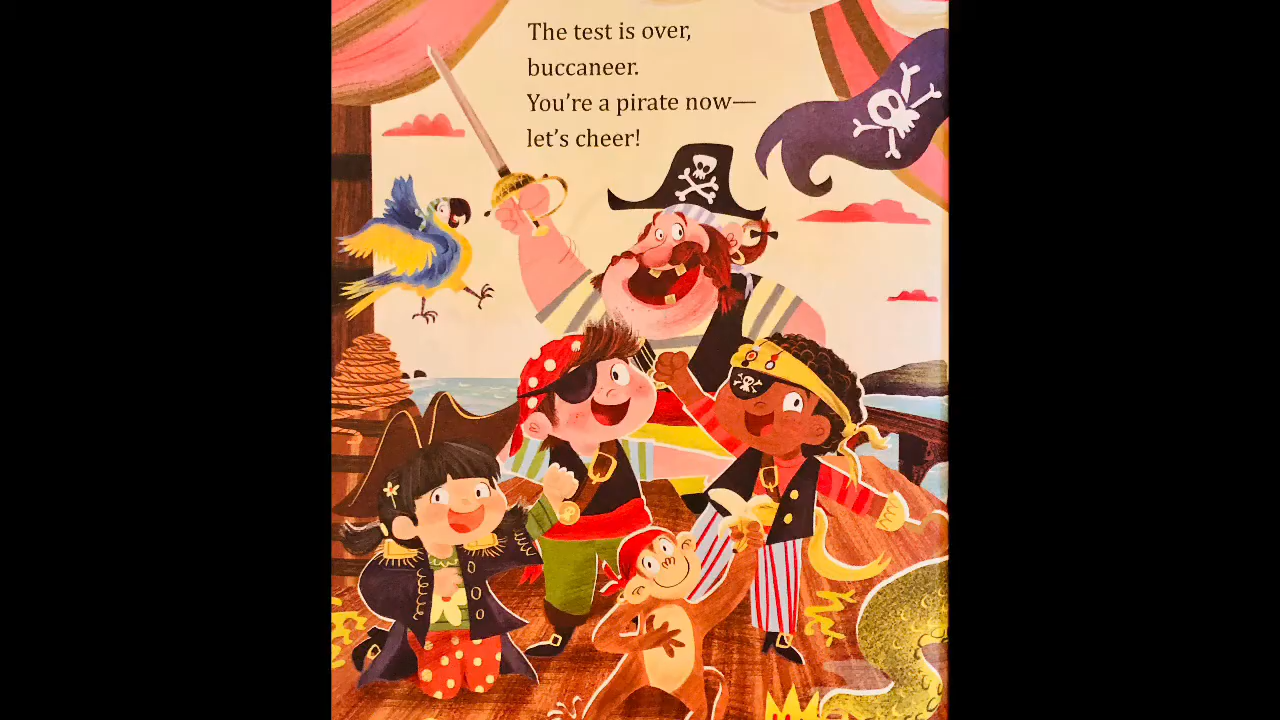 The test is over,
buccaneer.
You're a pirate now—
let's cheer!